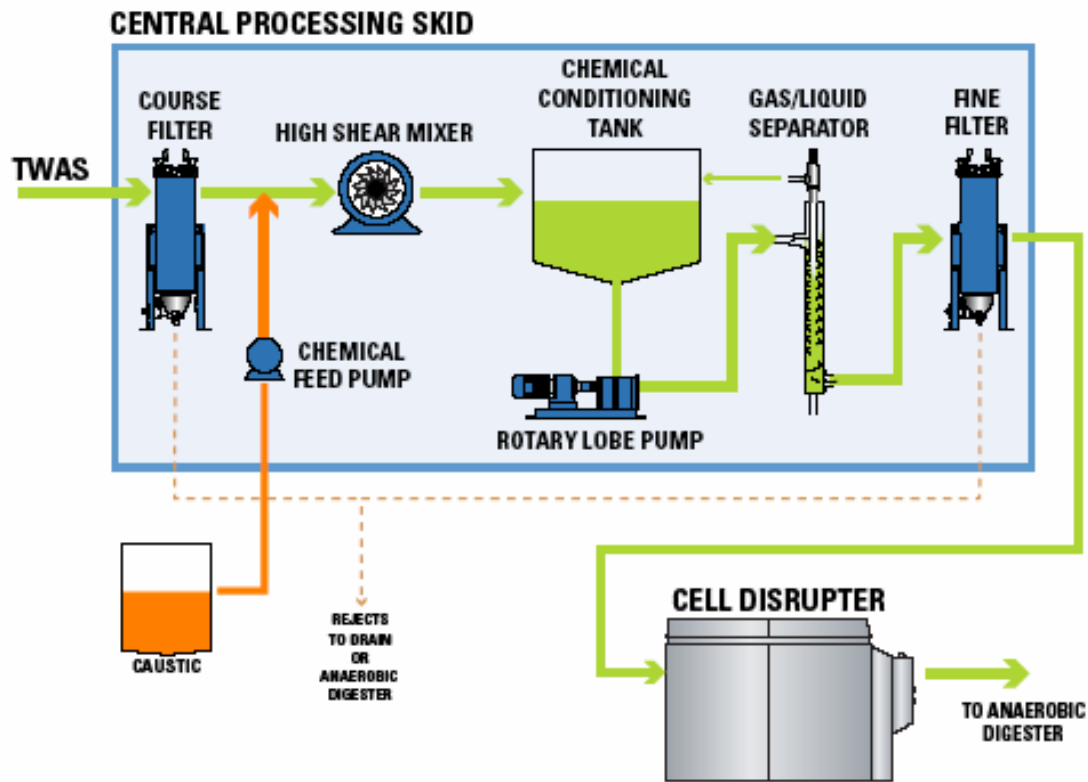 CENTRAL PROCESSING SKID
COURSE
FILTER
HIGH SHEAR MIXER
CHEMICAL
CONDITIONING
TANK
GAS/LIQUID
SEPARATOR
FINE
FILTER
TWAS
CHEMICAL
FEED PUMP
ROTARY LOBE PUMP
CAUSTIC
REJECTS
TO DRAIN
OR
ANAEROBIC
DIGESTER
CELL DISRUPTER
TO ANAEROBIC
DIGESTER